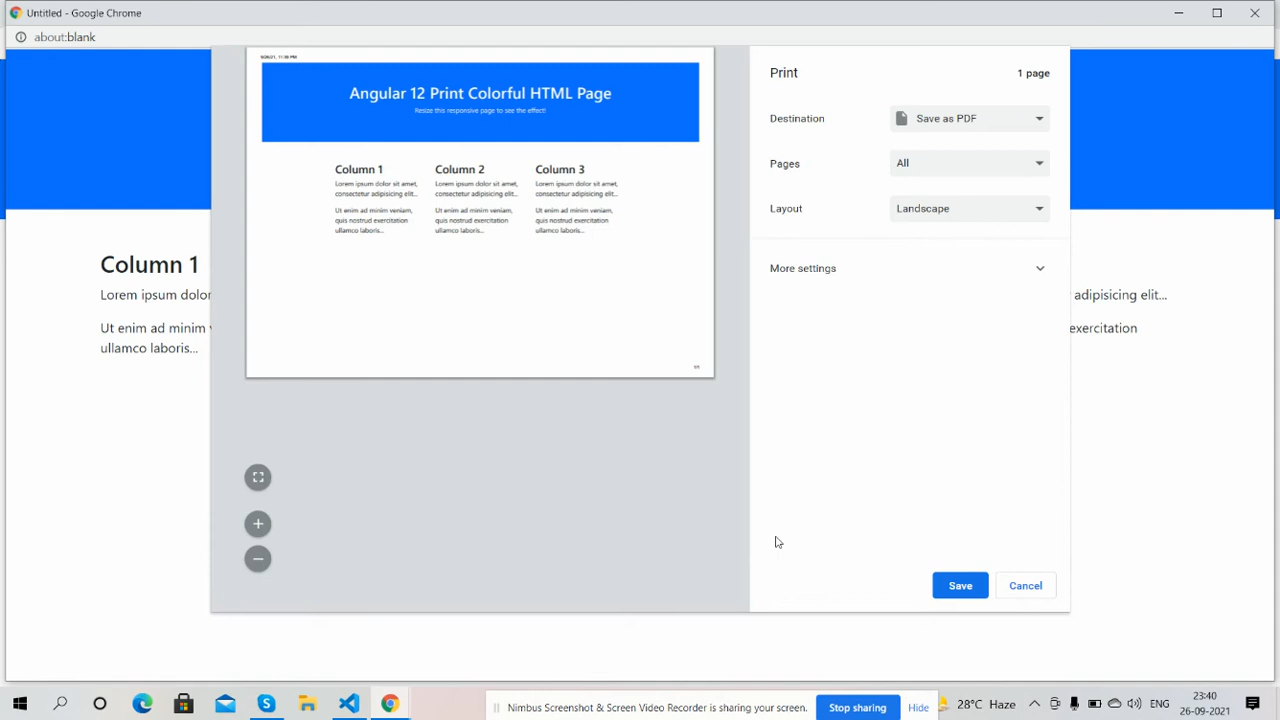 Untitled - Google Chrome
about:blank
Angular 12 Print Colorful HTML Page
Resize this responsive page to see the effect!
Column 1
Lorem ipsum dolor sit amet,
consectetur adipisicing elit...
Ut enim ad minim veniam,
quis nostrud exercitation
ullamco laboris...
Column 2
Lorem ipsum dolor sit amet,
consectetur adipisicing elit...
Ut enim ad minim veniam,
quis nostrud exercitation
ullamco laboris...
Column 3
Lorem ipsum dolor sit amet,
consectetur adipisicing elit...
Ut enim ad minim veniam,
quis nostrud exercitation
ullamco laboris...
Print
1 page
Destination
Save as PDF
Pages
All
Layout
Landscape
More settings
Save
Cancel
Column 1
Lorem ipsum dolor
Ut enim ad minim
ullamco laboris...
adipisicing elit...
exercitation
Nimbus Screenshot & Screen Video Recorder is sharing your screen.
Stop sharing
Hide
28°C Haze
ENG
23:40
26-09-2021